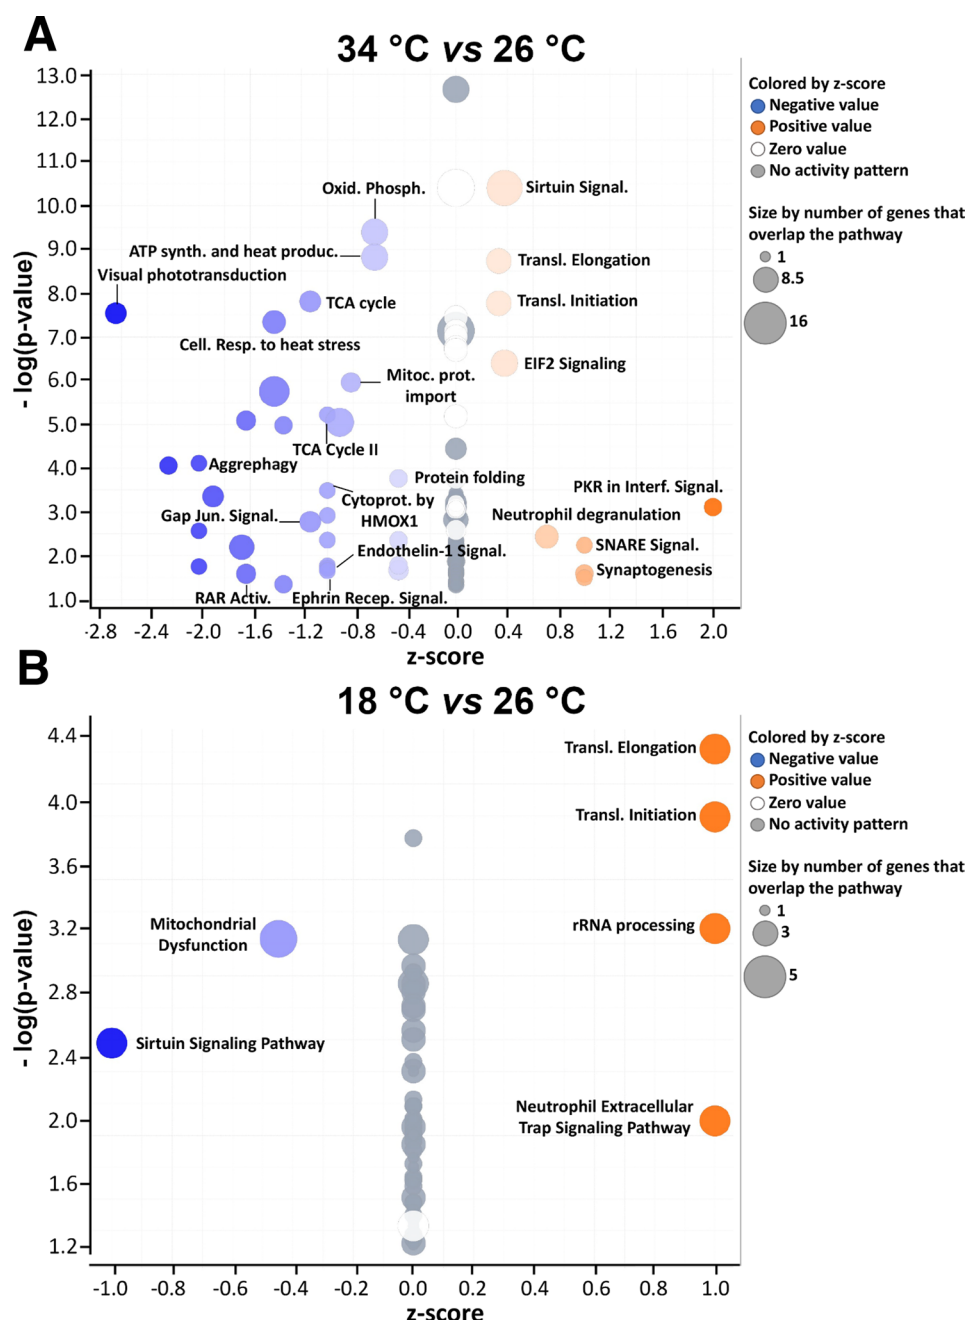 A
34 °C vs 26 °C
- log(p-value)
13.0
12.0
11.0
10.0
9.0
8.0
7.0
6.0
5.0
4.0
3.0
2.0
1.0
Oxid. Phosph.
Sirtuin Signal.
ATP synth. and heat produc.
Transl. Elongation
Visual phototransduction
TCA cycle
Transl. Initiation
Cell. Resp. to heat stress
EIF2 Signaling
Mitoc. prot.
import
TCA Cycle II
Aggrephagy
Protein folding
PKR in Interf. Signal.
Cytoprot. by
HMOX1
Gap Jun. Signal.
Neutrophil degranulation
Endothelin-1 Signal.
SNARE Signal.
Synaptogenesis
RAR Activ.
Ephrin Recep. Signal.
-2.8 -2.4 -2.0 -1.6 -1.2 -0.8 -0.4 0.0 0.4 0.8 1.2 1.6 2.0
z-score
Colored by z-score
Negative value
Positive value
Zero value
No activity pattern
Size by number of genes that
overlap the pathway
1
8.5
16
B
18 °C vs 26 °C
- log(p-value)
4.4
4.0
3.6
3.2
2.8
2.4
2.0
1.6
1.2
Transl. Elongation
Transl. Initiation
rRNA processing
Mitochondrial
Dysfunction
Sirtuin Signaling Pathway
Neutrophil Extracellular
Trap Signaling Pathway
-1.0 -0.8 -0.6 -0.4 -0.2 0.0 0.2 0.4 0.6 0.8 1.0
z-score
Colored by z-score
Negative value
Positive value
Zero value
No activity pattern
Size by number of genes that
overlap the pathway
1
3
5